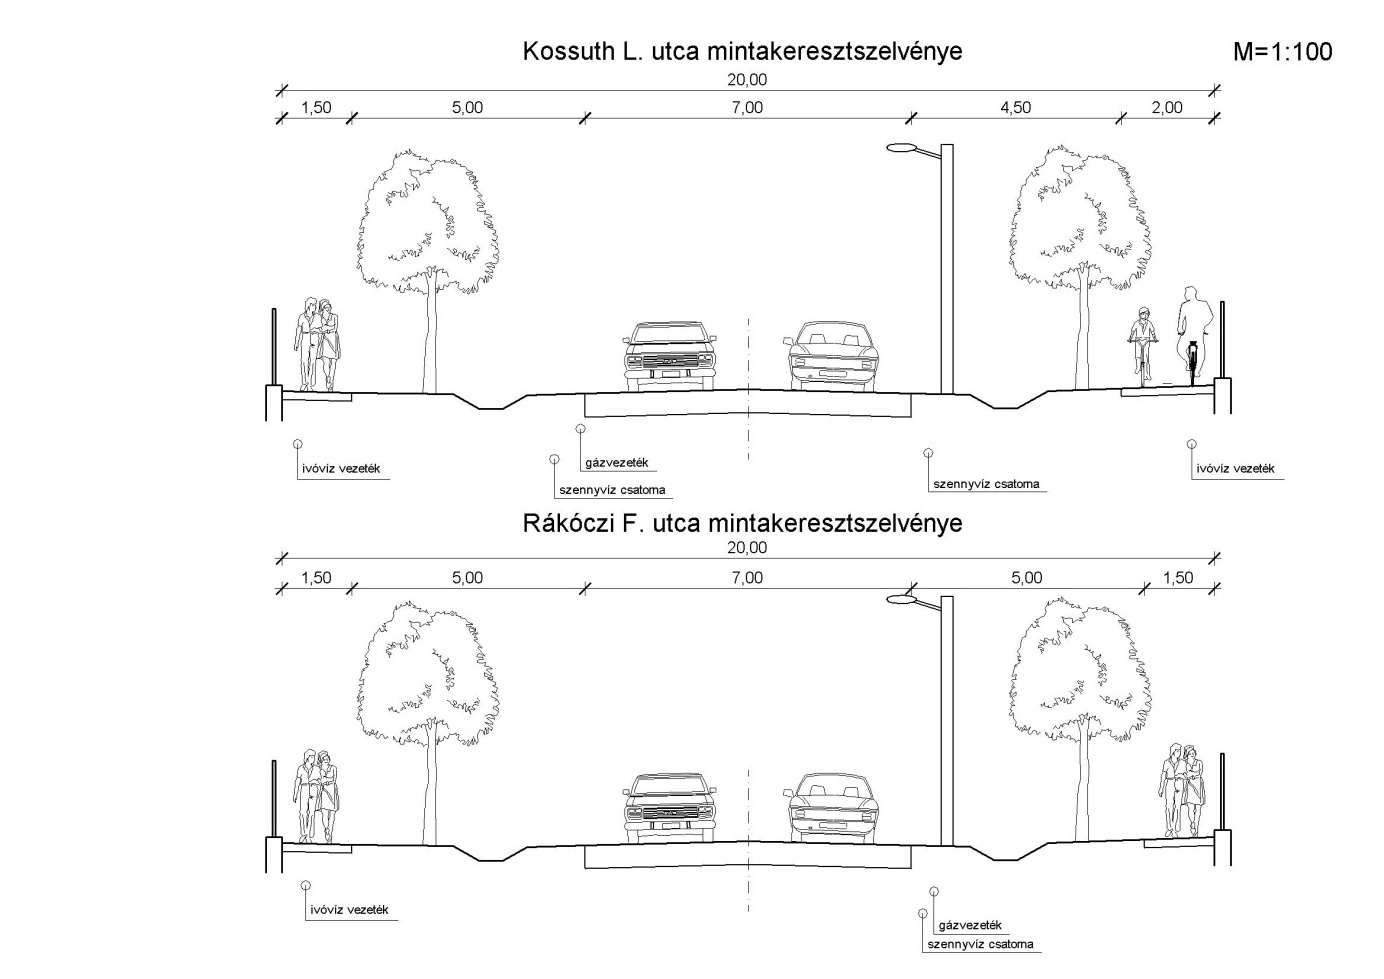 Kossuth L. utca mintakeresztszelvénye
M=1:100
20,00
1,50 5,00 7,00 4,50 2,00
ivóvíz vezeték
gázvezeték
szennyvíz csatorna
szennyvíz csatorna
ivóvíz vezeték
Rákóczi F. utca mintakeresztszelvénye
20,00
1,50 5,00 7,00 5,00 1,50
ivóvíz vezeték
gázvezeték
szennyvíz csatorna